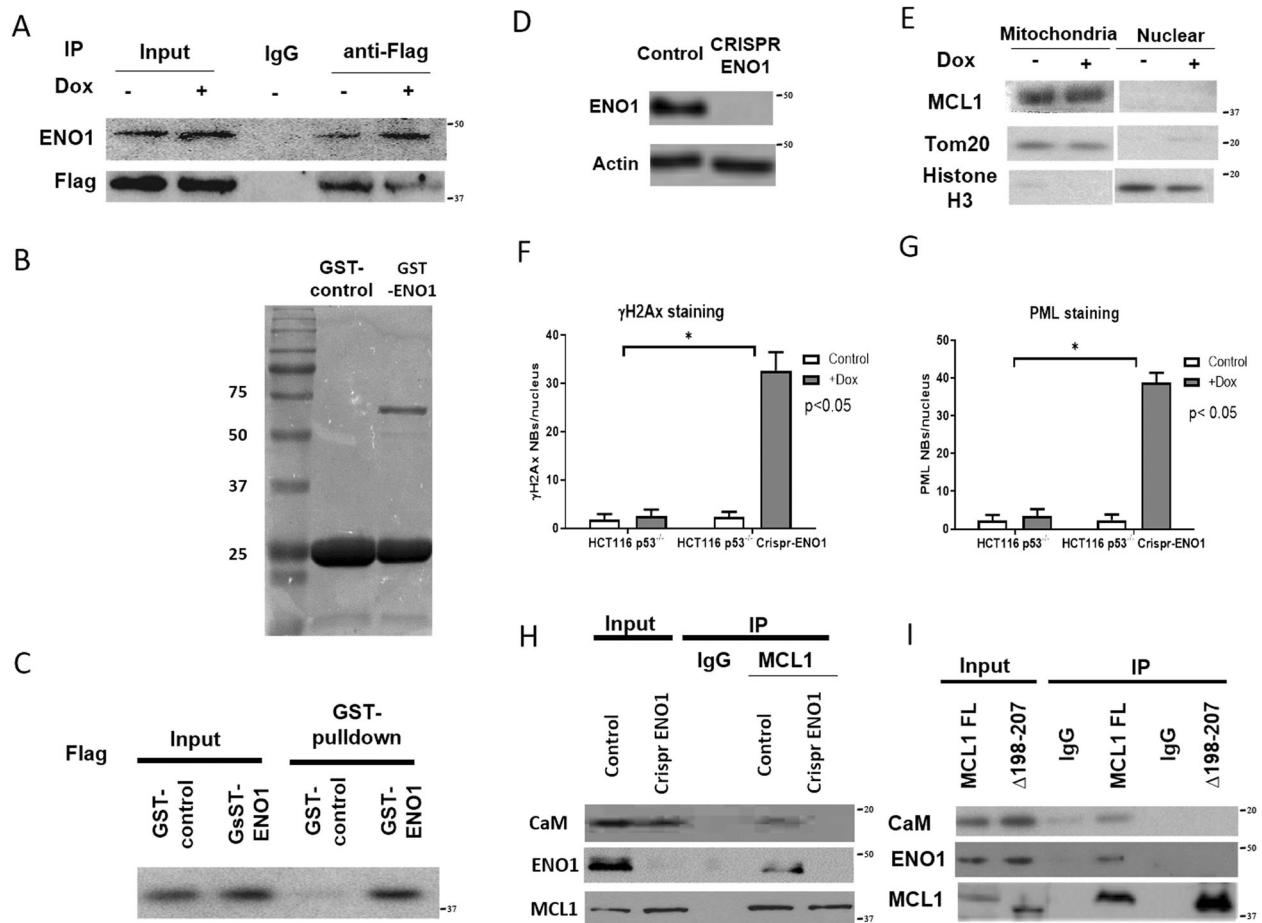 A
IP
Input
IgG
anti-Flag
Dox
- + - - +
ENO1
50
Flag
37
B
GST-
control
GST
-ENO1
75
50
37
25
C
Flag
Input
GST-
pulldown
GST-
control
GsST-
ENO1
GST-
control
GST-
ENO1
37
D
Control
CRISPR
ENO1
ENO1
50
Actin
50
E
Mitochondria
Nuclear
Dox
- + - +
MCL1
37
Tom20
20
Histone
H3
20
F
γH2Ax staining
40
30
20
10
0
γH2Ax NBs/nucleus
*
Control
+Dox
p<0.05
HCT116 p53-/-
HCT116 p53-/- Crispr-ENO1
G
PML staining
50
40
30
20
10
0
PML NBs/nucleus
*
Control
+Dox
p< 0.05
HCT116 p53-/-
HCT116 p53-/- Crispr-ENO1
H
Input
IP
IgG
MCL1
Control
Crispr ENO1
Control
Crispr ENO1
CaM
20
ENO1
50
MCL1
37
I
Input
IP
MCL1 FL
Δ198-207
IgG
MCL1 FL
IgG
Δ198-207
CaM
20
ENO1
50
MCL1
37